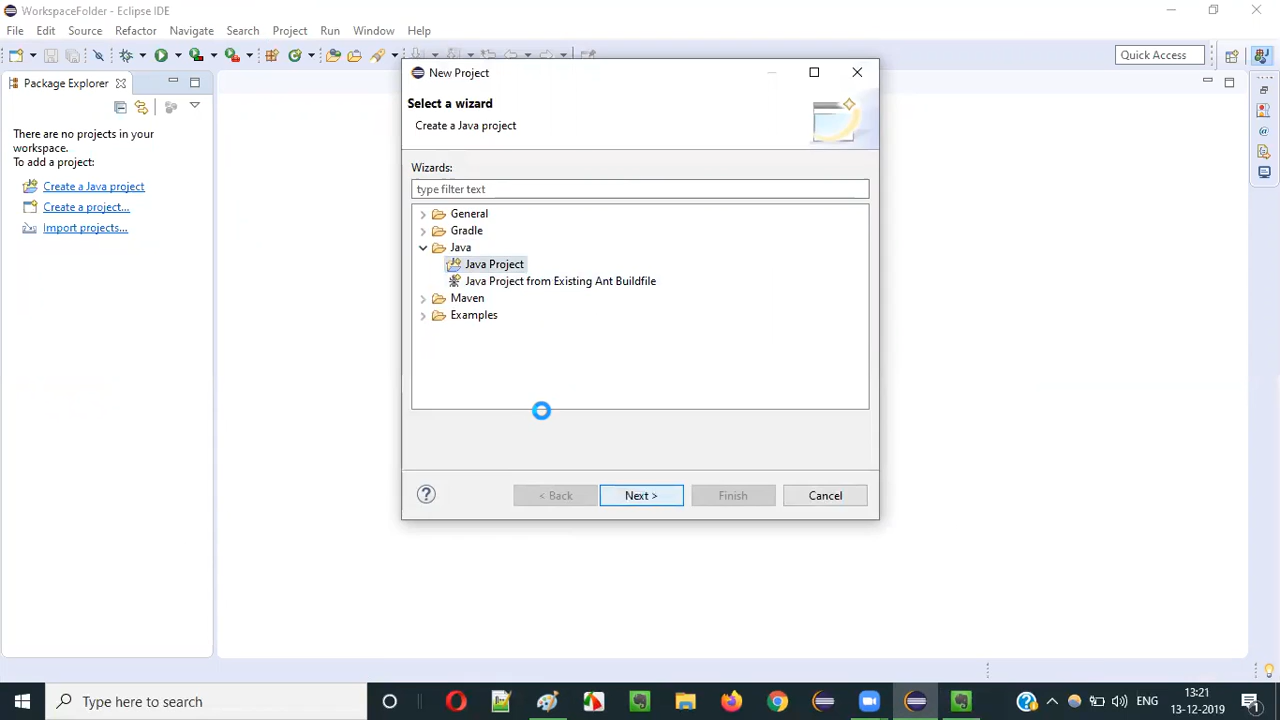 WorkspaceFolder - Eclipse IDE
File Edit Source Refactor Navigate Search Project Run Window Help
Quick Access
Package Explorer
There are no projects in your
workspace.
To add a project:
Create a Java project
Create a project...
Import projects...
New Project
Select a wizard
Create a Java project
Wizards:
type filter text
General
Gradle
Java
Java Project
Java Project from Existing Ant Buildfile
Maven
Examples
< Back Next > Finish Cancel
Type here to search
ENG
13:21
13-12-2019
1